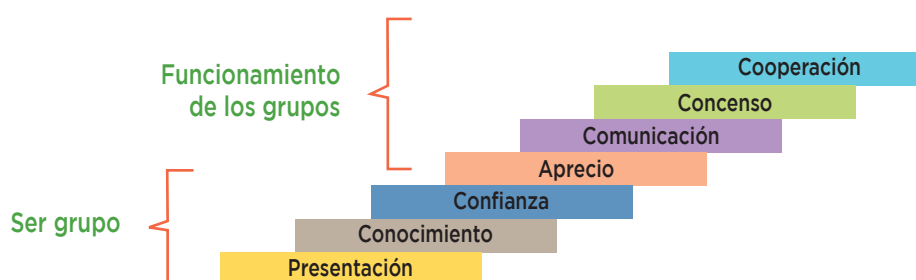 Funcionamiento
de los grupos
Cooperación
Concenso
Comunicación
Aprecio
Confianza
Ser grupo
Conocimiento
Presentación